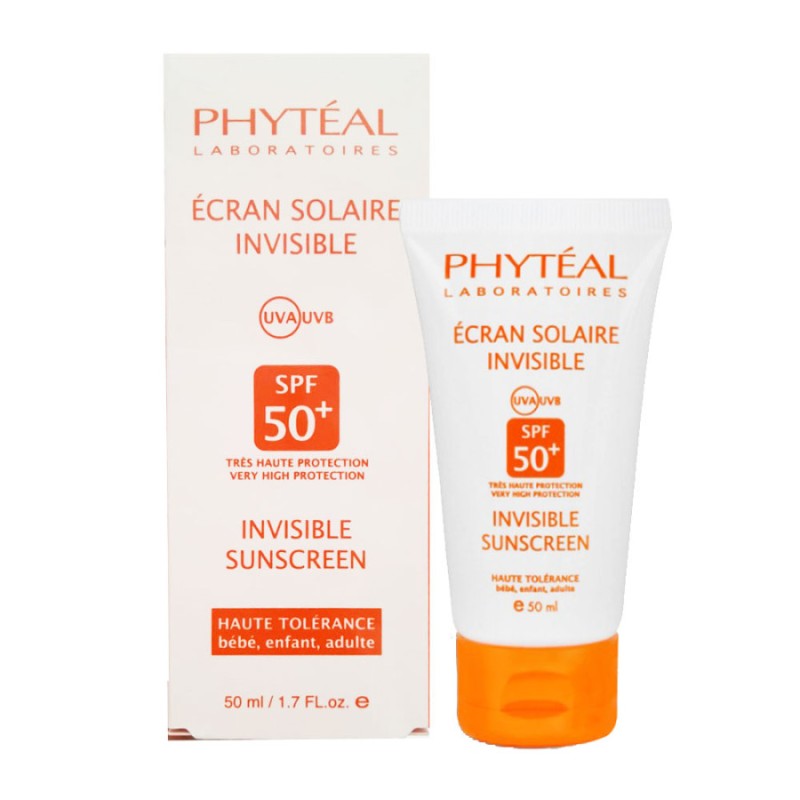 PHYTÉAL
LABORATOIRES
ÉCRAN SOLAIRE
INVISIBLE
UVA UVB
SPF
50+
TRÈS HAUTE PROTECTION
VERY HIGH PROTECTION
INVISIBLE
SUNSCREEN
HAUTE TOLÉRANCE
bébé, enfant, adulte
50 ml / 1.7 FL.oz. e
PHYTÉAL
LABORATOIRES
ÉCRAN SOLAIRE
INVISIBLE
UVA UVB
SPF
50+
TRÈS HAUTE PROTECTION
VERY HIGH PROTECTION
INVISIBLE
SUNSCREEN
HAUTE TOLÉRANCE
bébé, enfant, adulte
e 50 ml